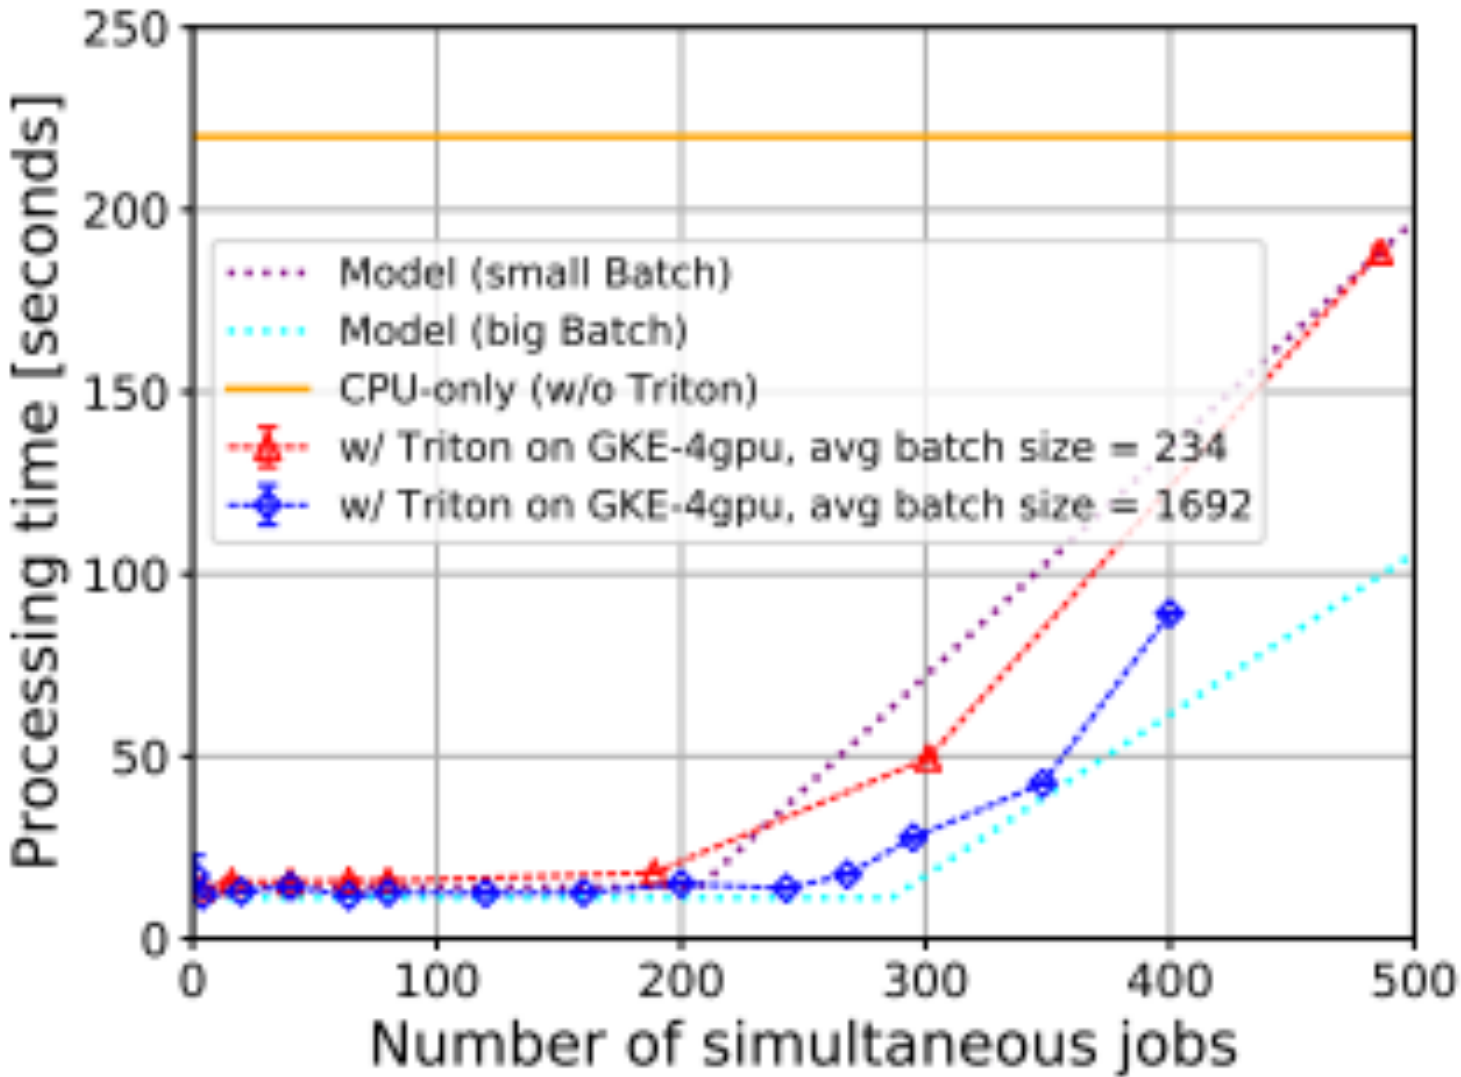 250
200
150
100
50
0
Processing time [seconds]
Model (small Batch)
Model (big Batch)
CPU-only (w/o Triton)
w/ Triton on GKE-4gpu, avg batch size = 234
w/ Triton on GKE-4gpu, avg batch size = 1692
0 100 200 300 400 500
Number of simultaneous jobs